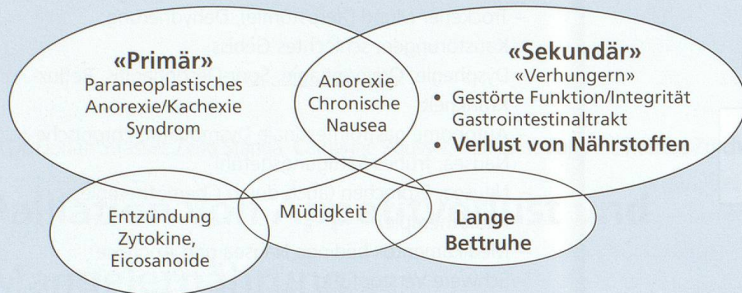 «Primär»
Paraneoplastisches
Anorexie/Kachexie
Syndrom
Anorexie
Chronische
Nausea
«Sekundär»
«Verhungern»
• Gestörte Funktion/Integrität
Gastrointestinaltrakt
• Verlust von Nährstoffen
Entzündung
Zytokine,
Eicosanoide
Müdigkeit
Lange
Bettruhe